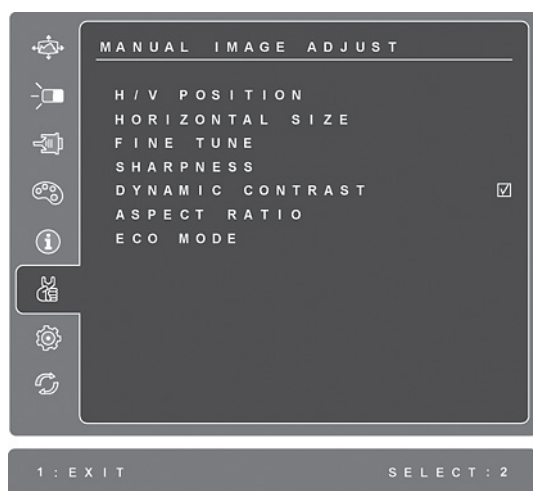 MANUAL IMAGE ADJUST
H/V POSITION
HORIZONTAL SIZE
FINE TUNE
SHARPNESS
DYNAMIC CONTRAST
ASPECT RATIO
ECO MODE
1:EXIT SELECT:2